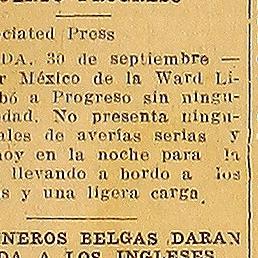 ciated Press
DA, 30 de septiembre —
r México de la Ward Li-
bó a Progreso sin ningu-
edad. No presenta ningu-
ales de averías serias y
hoy en la noche para la
llevando a bordo a los
s y una ligera carga.
NEROS BELGAS DARAN
DA A LOS INGLESES